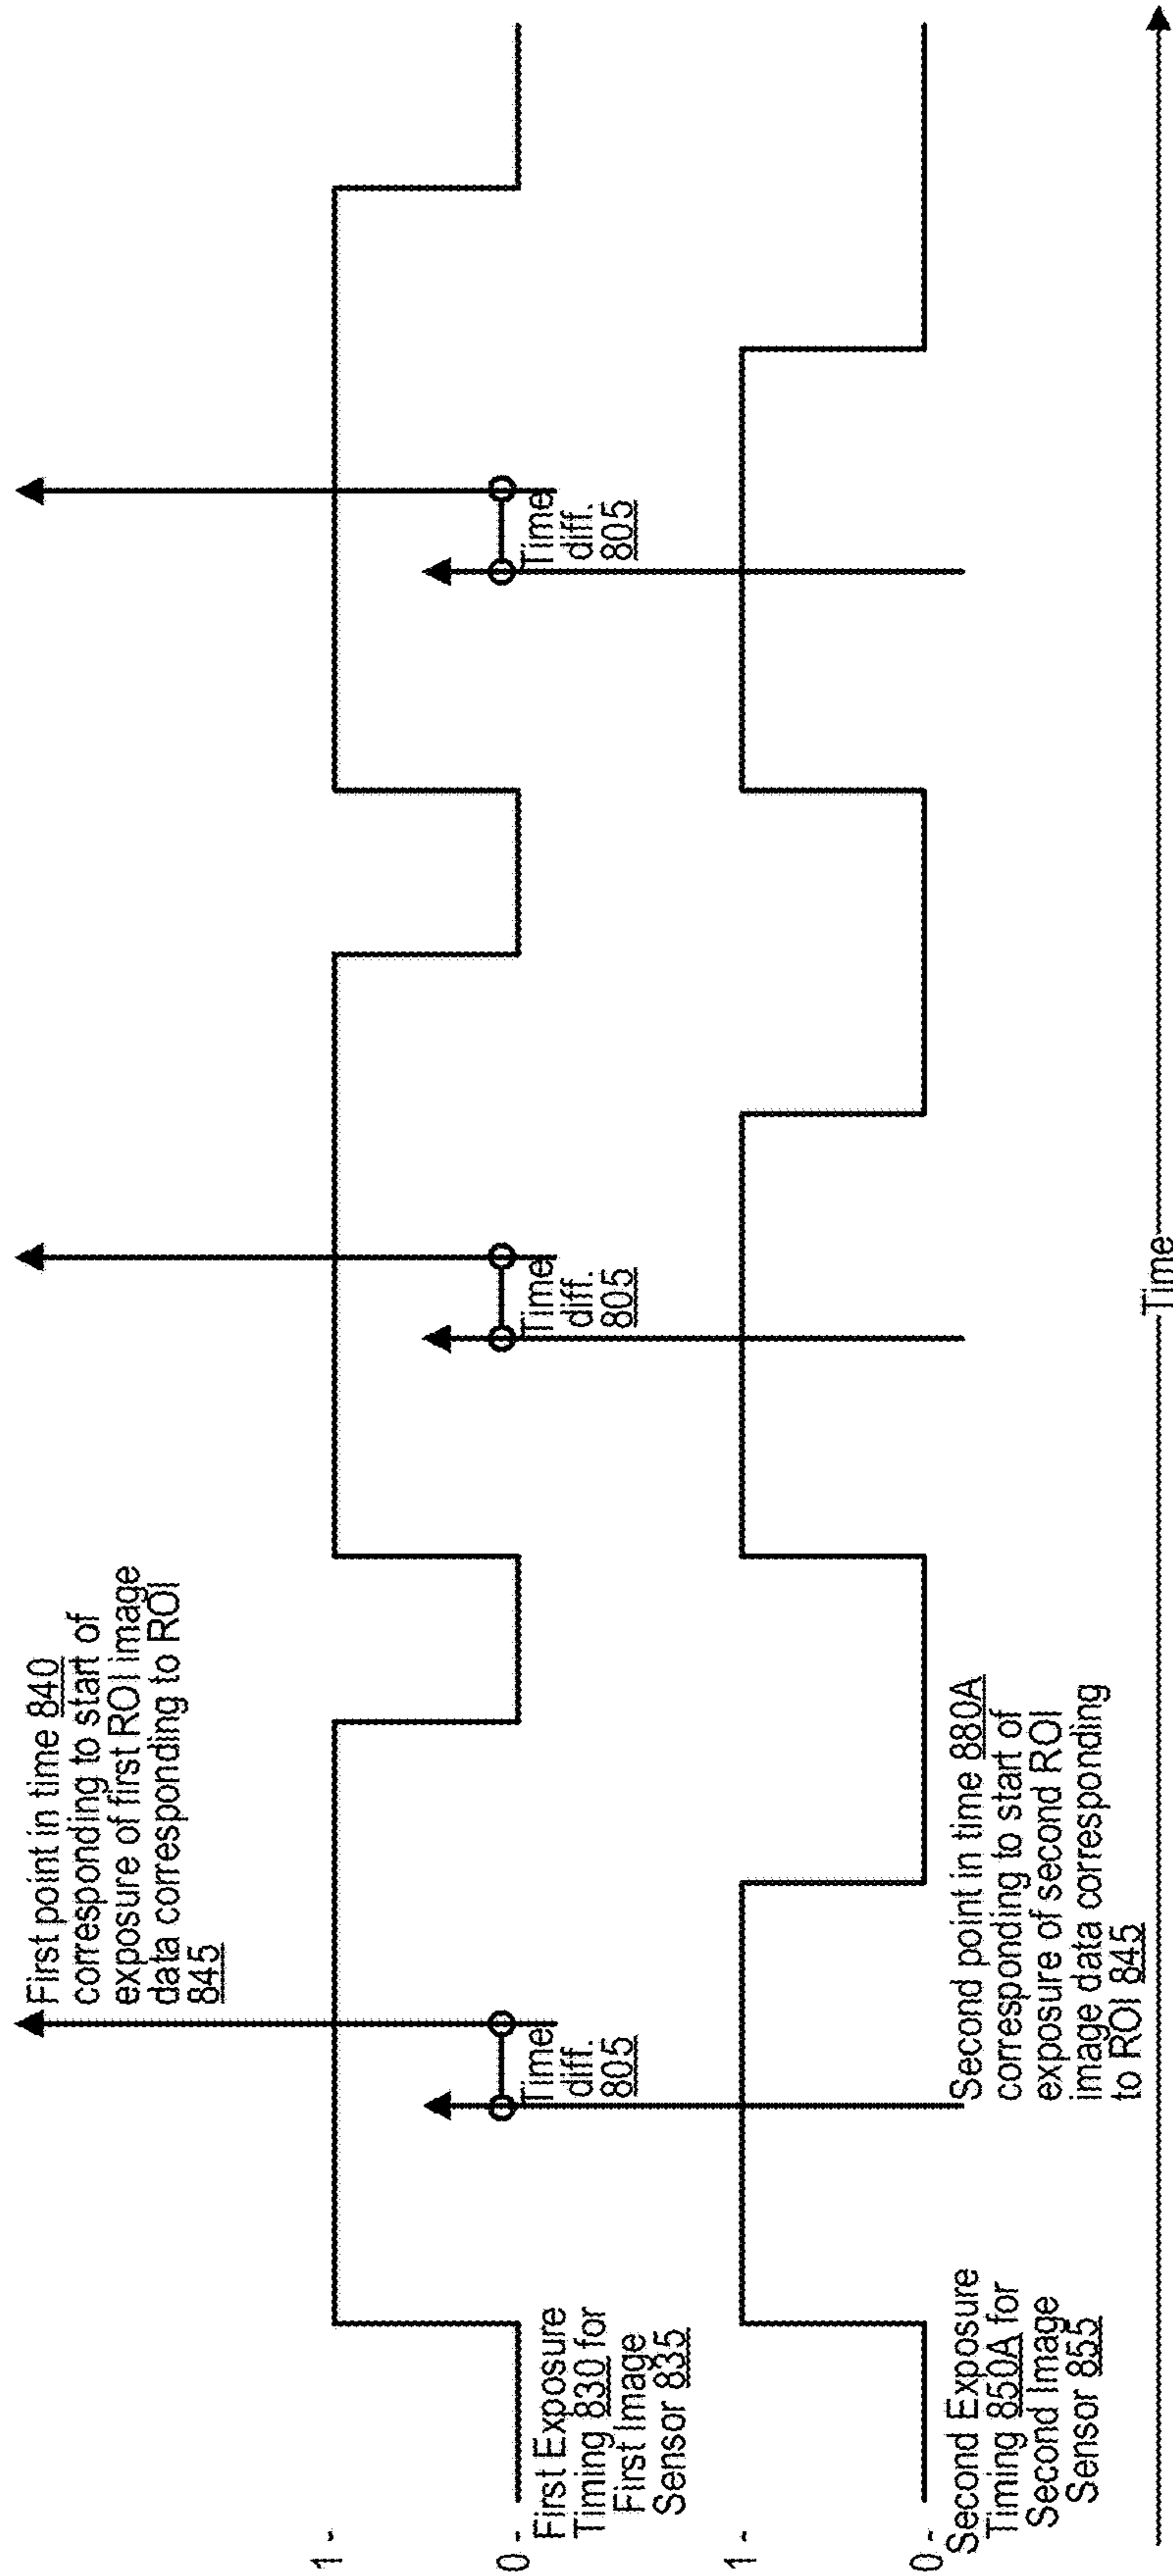 First point in time 840
corresponding to start of
exposure of first ROI image
data corresponding to ROI
845
1-
0-
First Exposure
Timing 830 for
First Image
Sensor 835
Time
diff.
805
Time
diff.
805
Time
diff.
805
1-
0-
Second Exposure
Timing 850A for
Second Image
Sensor 855
Second point in time 880A
corresponding to start of
exposure of second ROI
image data corresponding
to ROI 845
Time